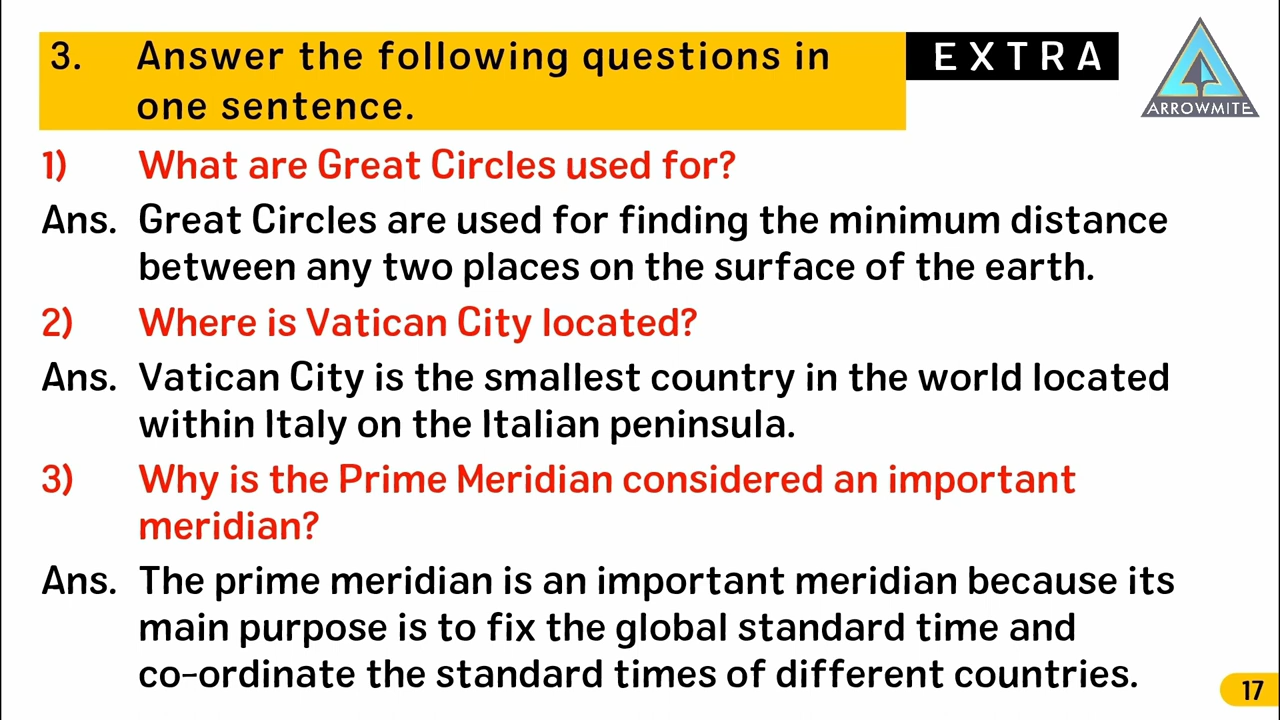 3. Answer the following questions in
one sentence.
EXTRA
ARROWMITE
1) What are Great Circles used for?
Ans. Great Circles are used for finding the minimum distance
between any two places on the surface of the earth.
2) Where is Vatican City located?
Ans. Vatican City is the smallest country in the world located
within Italy on the Italian peninsula.
3) Why is the Prime Meridian considered an important
meridian?
Ans. The prime meridian is an important meridian because its
main purpose is to fix the global standard time and
co-ordinate the standard times of different countries.
17